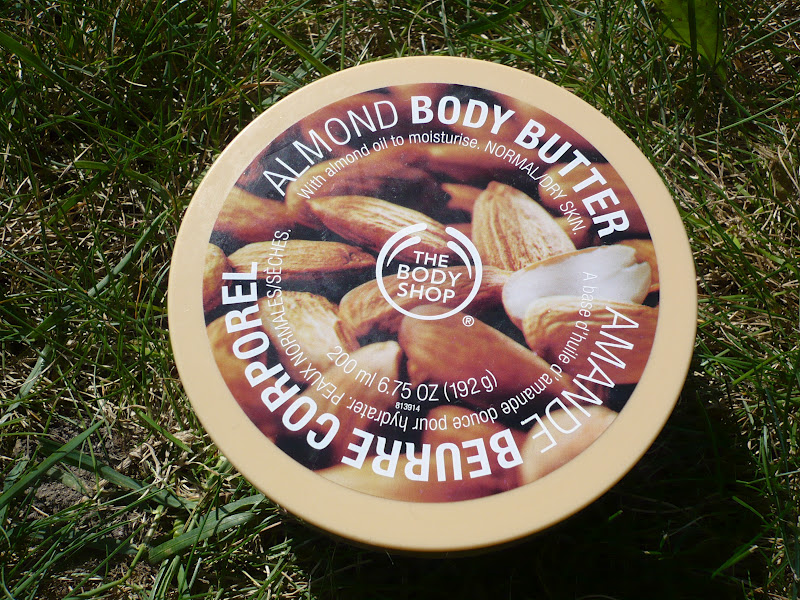 ALMOND BODY BUTTER
With almond oil to moisturise. NORMAL/DRY SKIN.
THE
BODY
SHOP
®
200 ml 6.75 OZ (192 g)
813914
AMANDE BEURRE CORPOREL
A base d'huile d'amande douce pour hydrater. PEAUX NORMALES/SÈCHES.